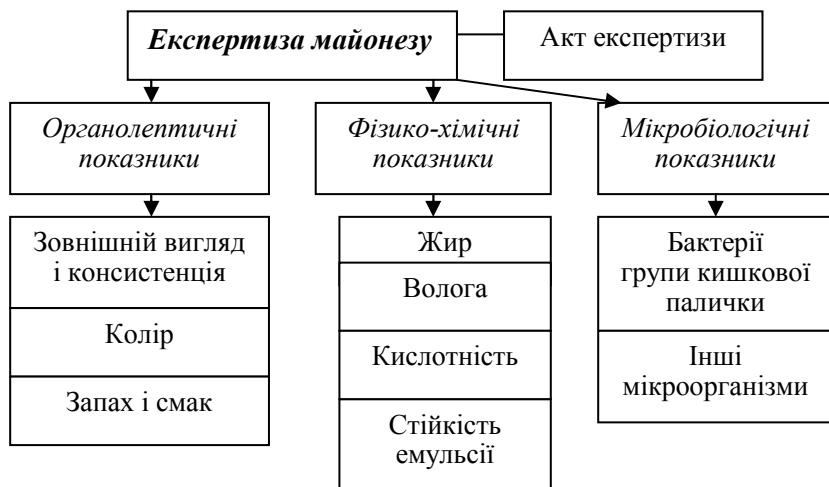 Експертиза майонезу
Акт експертизи
Органолептичні
показники
Фізико-хімічні
показники
Мікробіологічні
показники
Зовнішній вигляд
і консистенція
Колір
Запах і смак
Жир
Волога
Кислотність
Стійкість
емульсії
Бактерії
групи кишкової
палички
Інші
мікроорганізми